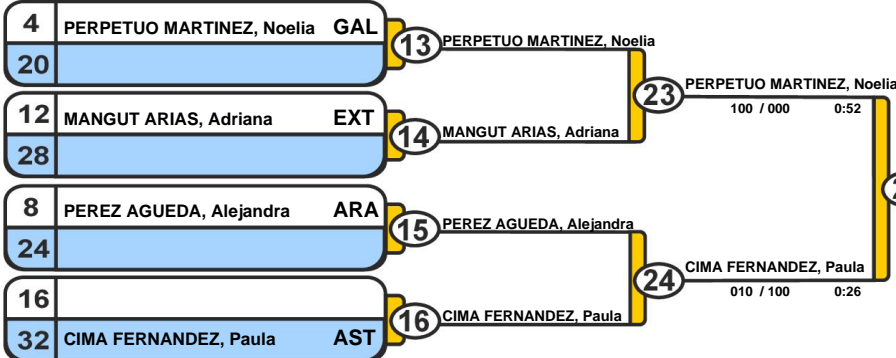 4 PERPETUO MARTINEZ, Noelia GAL
20
13 PERPETUO MARTINEZ, Noelia
12 MANGUT ARIAS, Adriana EXT
28
14 MANGUT ARIAS, Adriana
23 PERPETUO MARTINEZ, Noelia
100 / 000 0:52
8 PEREZ AGUEDA, Alejandra ARA
24
15 PEREZ AGUEDA, Alejandra
16
32 CIMA FERNANDEZ, Paula AST
16 CIMA FERNANDEZ, Paula
24 CIMA FERNANDEZ, Paula
010 / 100 0:26